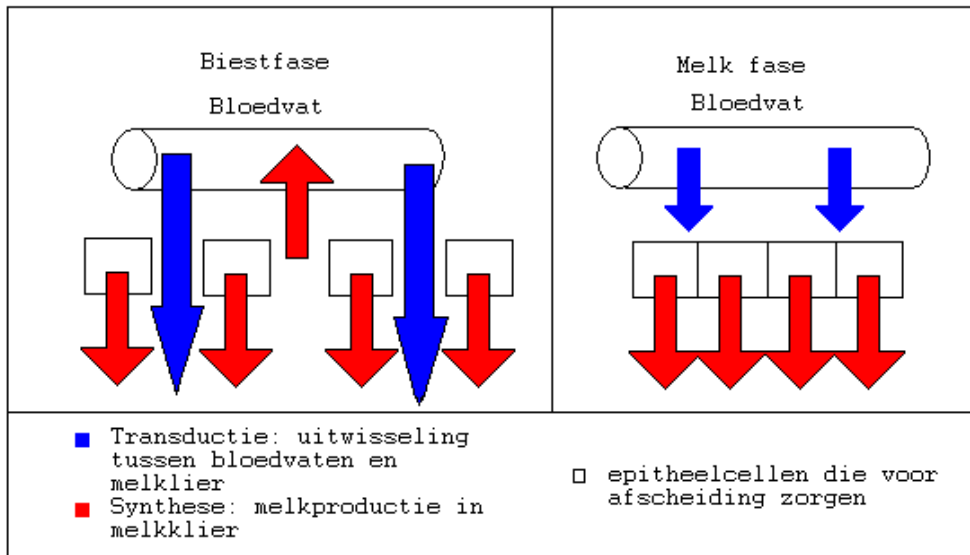 Biestfase
Bloedvat
Melk fase
Bloedvat
Transductie: uitwisseling
tussen bloedvaten en
melklier
Synthese: melkproductie in
melkklier
epitheelcellen die voor
afscheiding zorgen